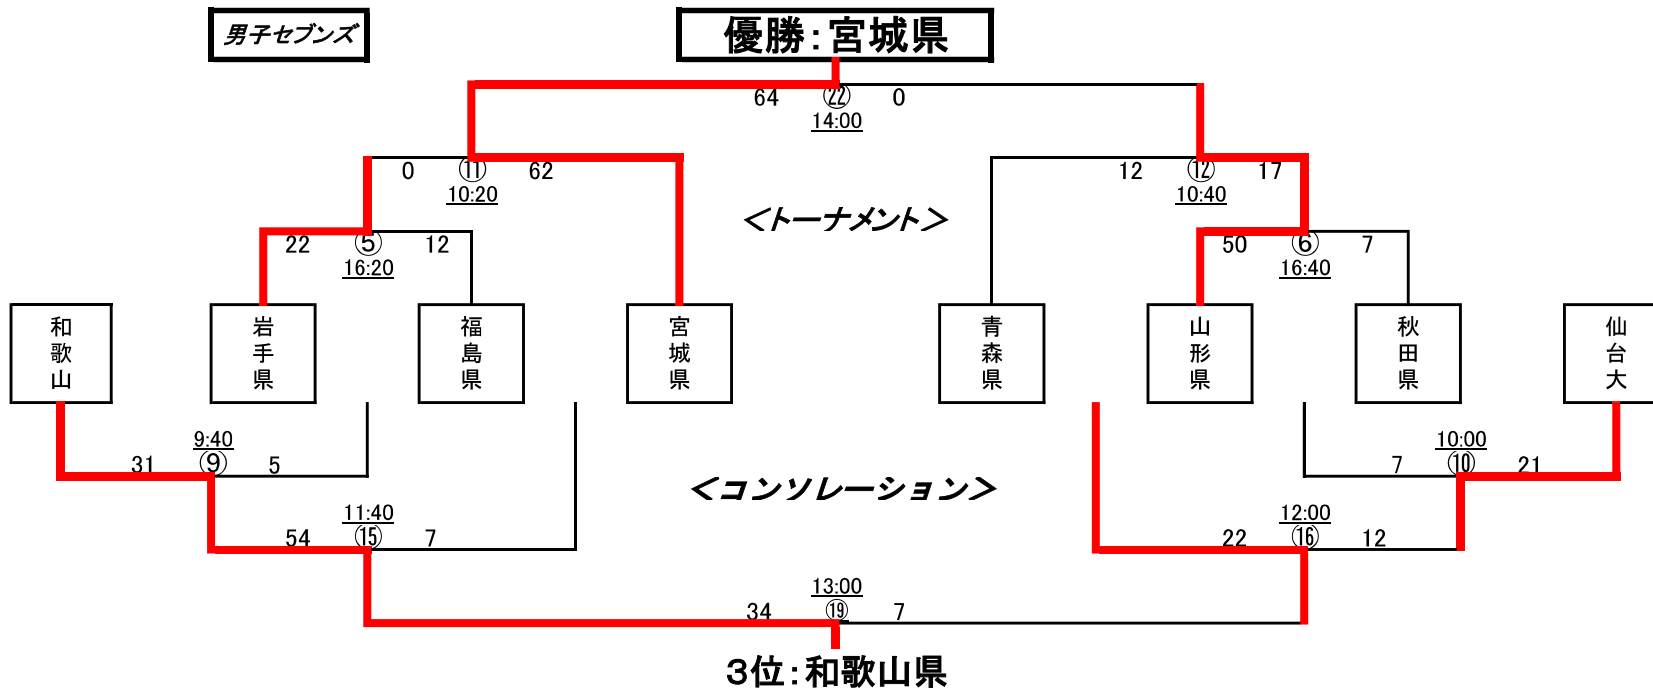 男子セブンズ
優勝：宮城県
64 ㉒ 0
14:00
0 ⑪ 62
10:20
12 ⑫ 17
10:40
＜トーナメント＞
22 ⑤ 12
16:20
50 ⑥ 7
16:40
和歌山
岩手県
福島県
宮城県
青森県
山形県
秋田県
仙台大
9:40
31 ⑨ 5
10:00
7 ⑩ 21
＜コンソレーション＞
11:40
54 ⑮ 7
12:00
22 ⑯ 12
13:00
34 ⑲ 7
３位：和歌山県